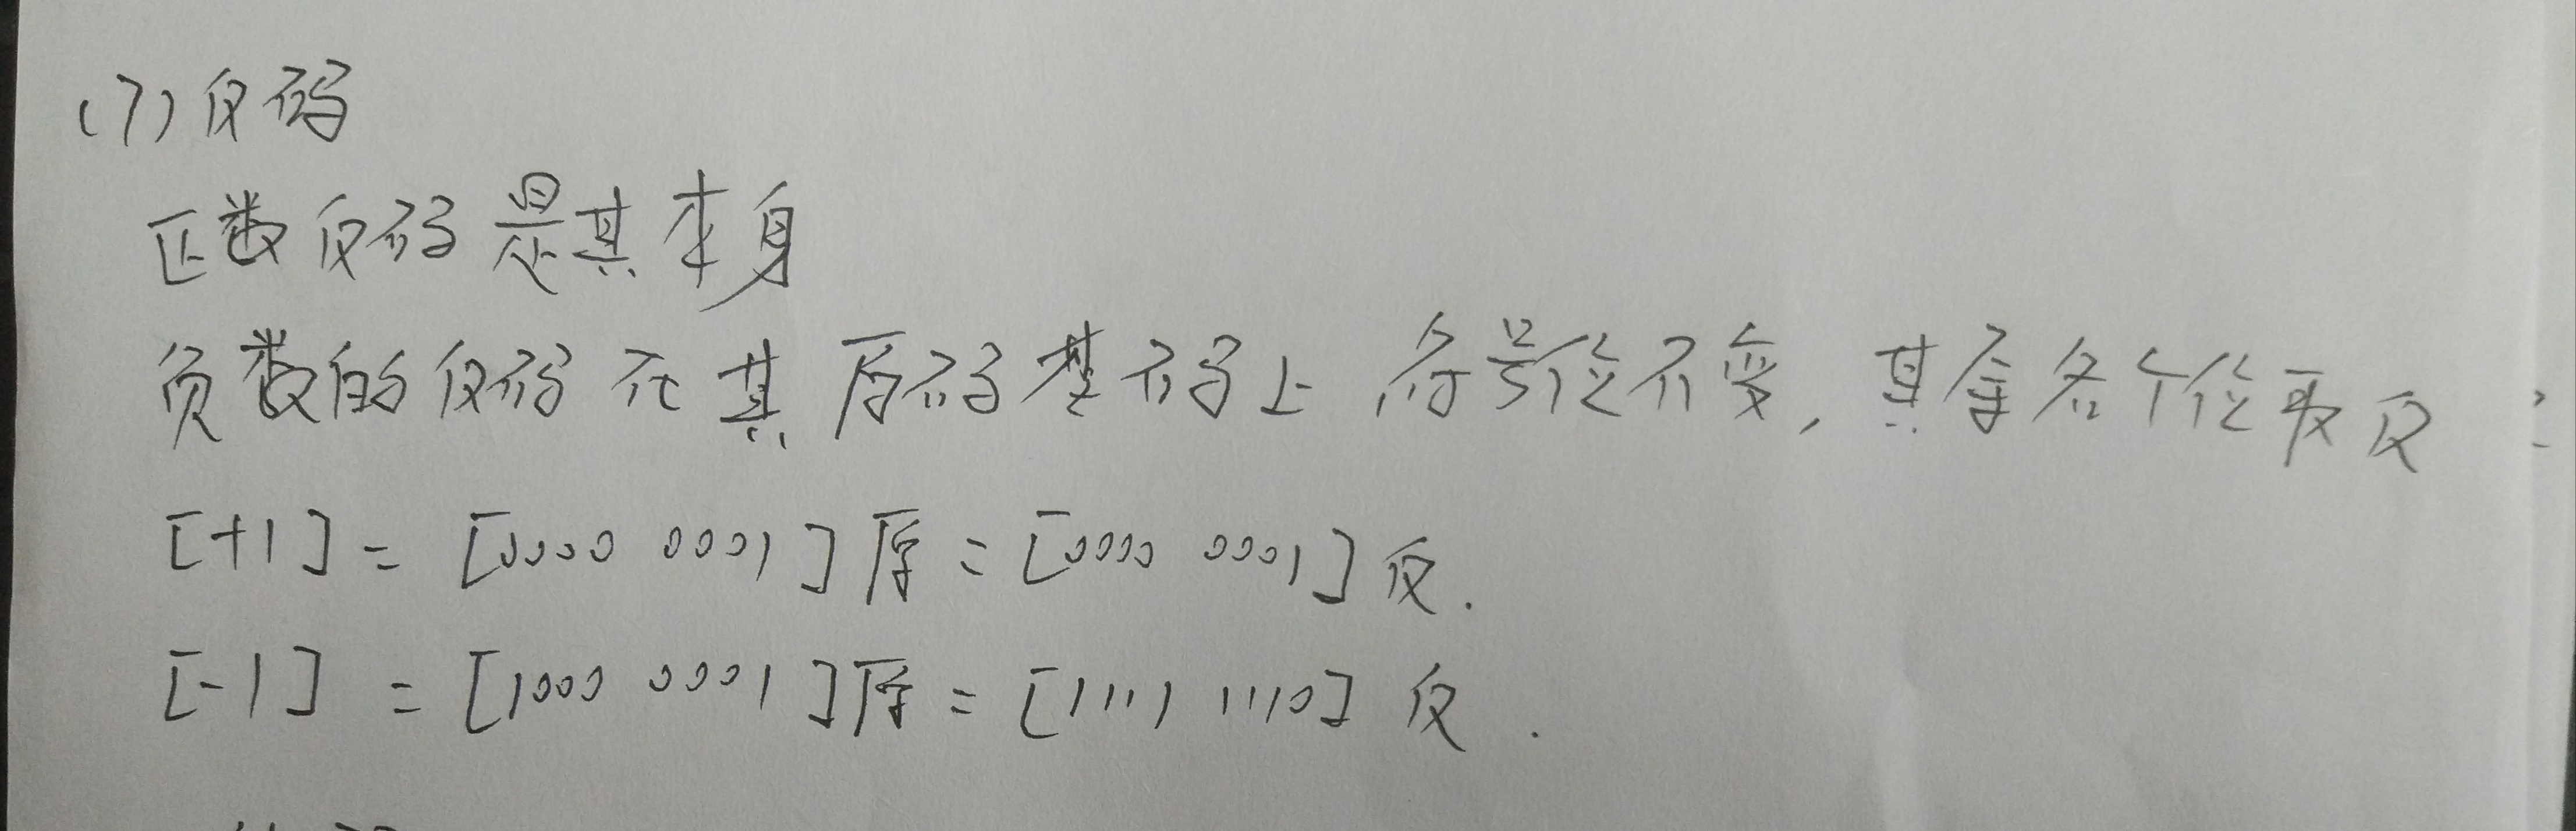 (7)反码
正数反码是其本身
负数的反码在其原码基码上符号位不变,其拿各个位取反:
[+1] = [0000 0001]原 = [0000 0001]反.
[-1] = [1000 0001]原 = [1111 1110]反.